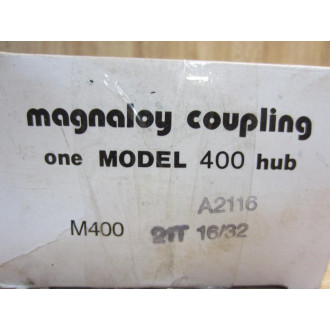 magnaloy coupling
one MODEL 400 hub
A2116
M400 21T 16/32